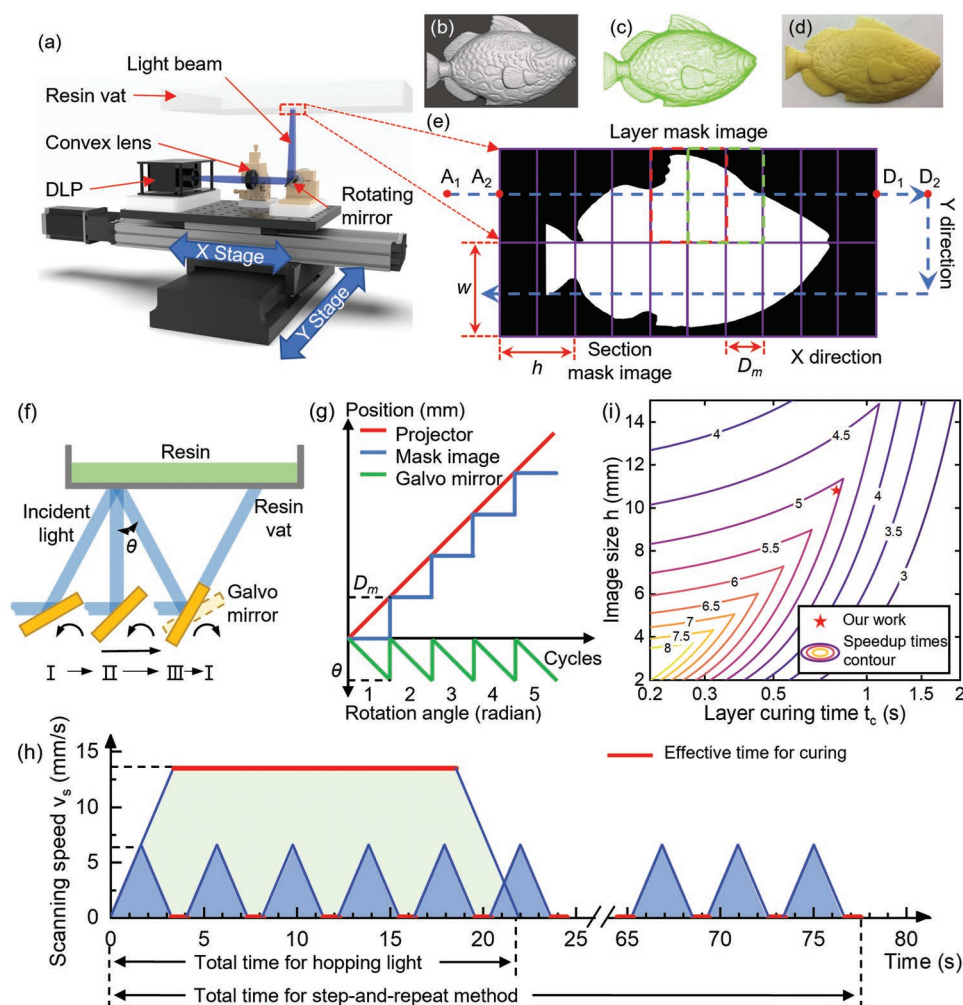 (a)
Light beam
Resin vat
Convex lens
DLP
Rotating
mirror
X Stage
Y Stage
(b)
(c)
(d)
(e)
Layer mask image
A1
A2
D1
D2
Y direction
w
h
Section
mask image
Dm
X direction
(f)
Resin
Incident
light
θ
Resin
vat
Galvo
mirror
I
II
III
I
(g)
Position (mm)
Projector
Mask image
Galvo mirror
Dm
Cycles
θ
1 2 3 4 5
Rotation angle (radian)
(i)
Image size h (mm)
15
14
12
10
8
6
4
2
4
4.5
5
5.5
6
6.5
7
7.5
8
4
3.5
3
Our work
Speedup times
contour
0.2 0.3 0.5 1 1.5 2
Layer curing time tc (s)
(h)
Scanning speed vs (mm/s)
15
10
5
0
Effective time for curing
0 5 10 15 20 25 65 70 75 80
Total time for hopping light
Time (s)
Total time for step-and-repeat method